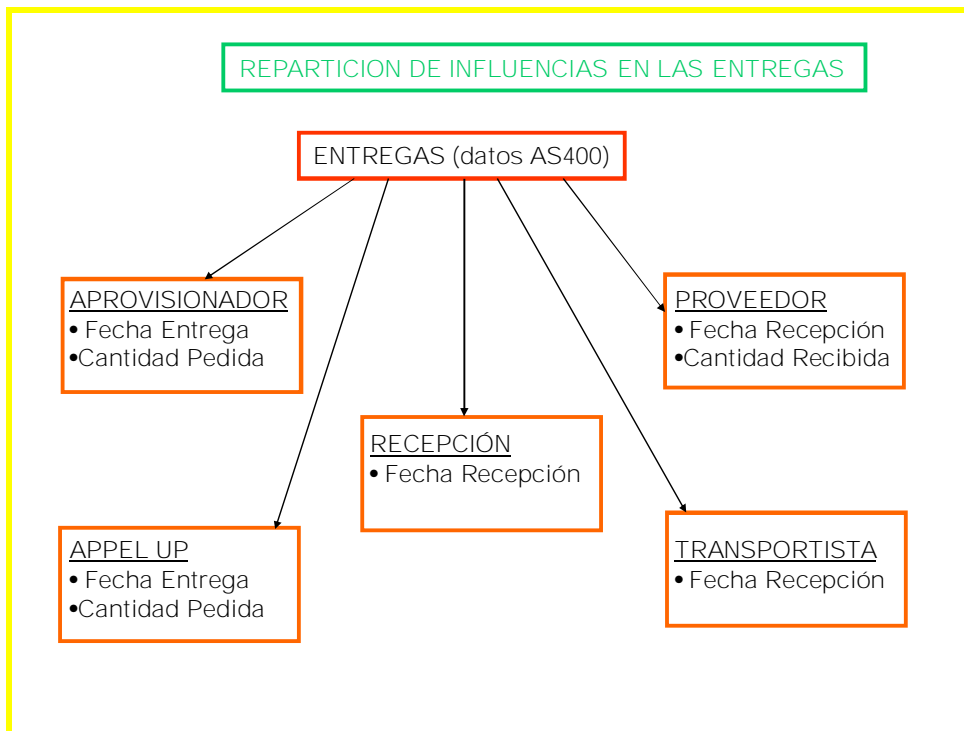 REPARTICION DE INFLUENCIAS EN LAS ENTREGAS
ENTREGAS (datos AS400)
APROVISIONADOR
• Fecha Entrega
•Cantidad Pedida
PROVEEDOR
• Fecha Recepción
•Cantidad Recibida
RECEPCIÓN
• Fecha Recepción
APPEL UP
• Fecha Entrega
•Cantidad Pedida
TRANSPORTISTA
• Fecha Recepción